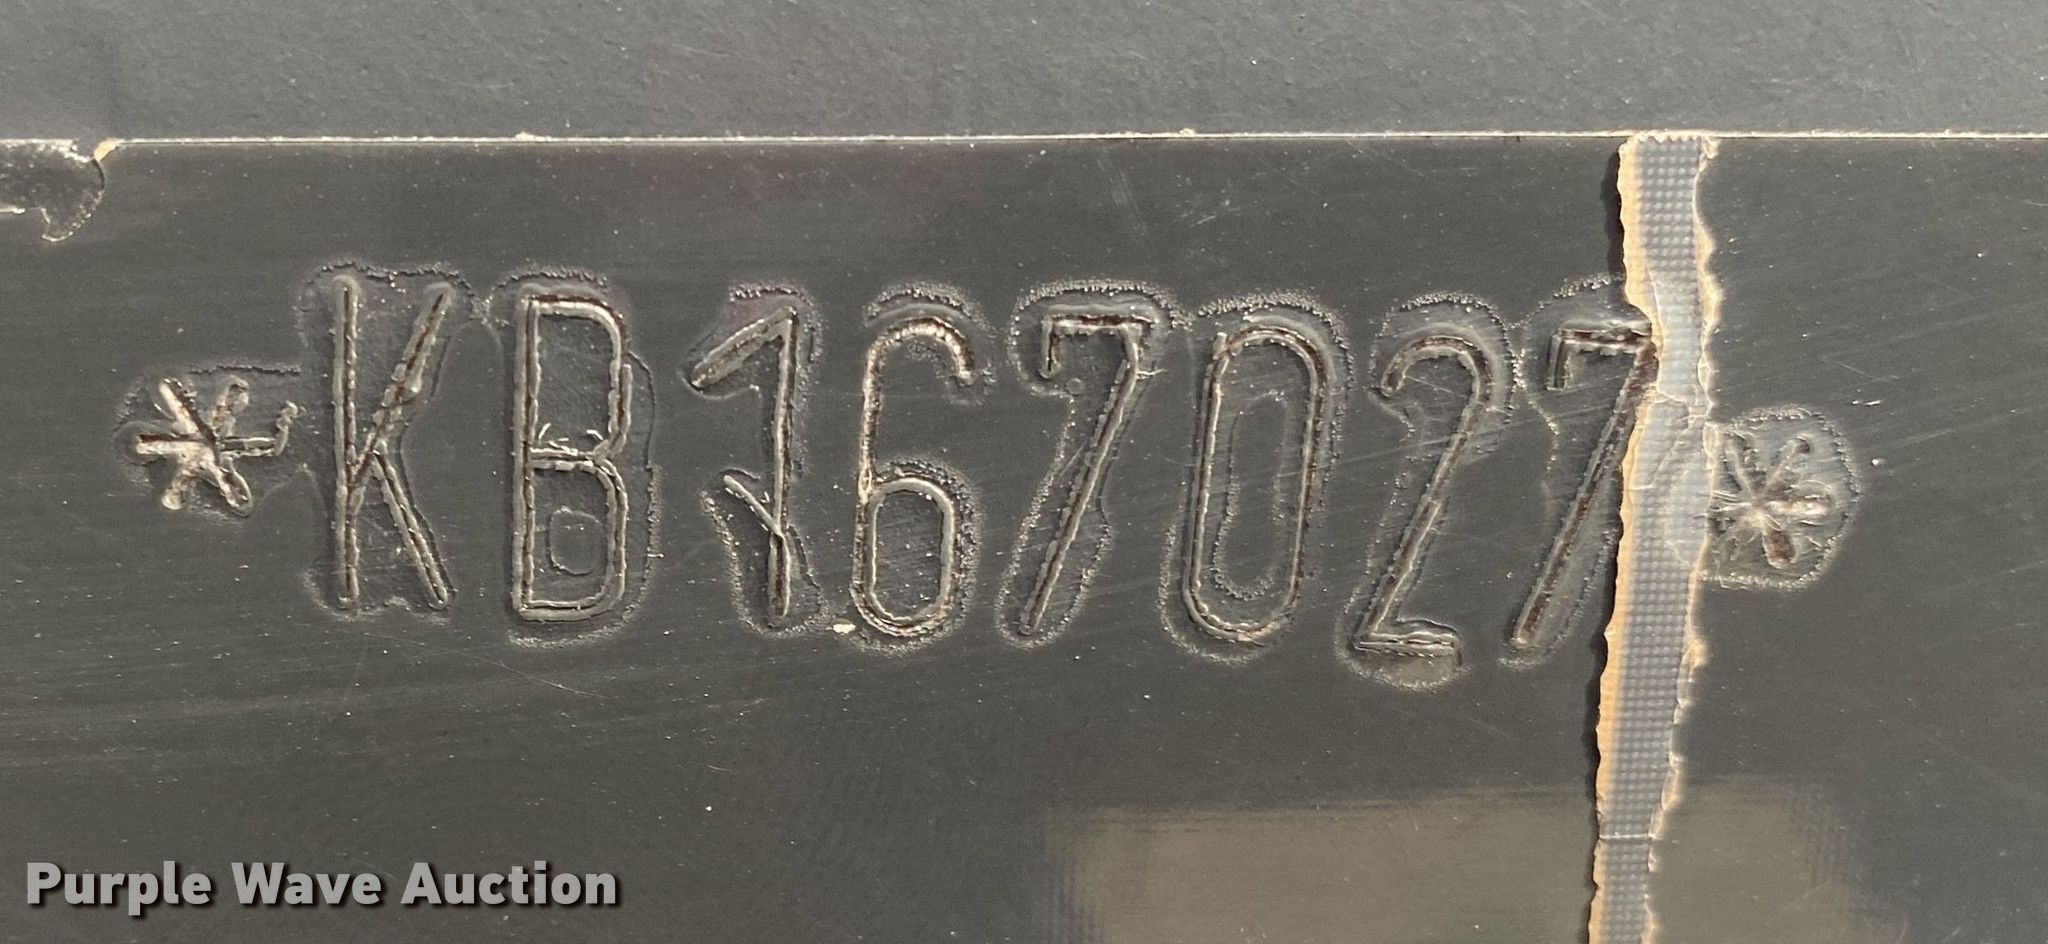 *KB167027*
Purple Wave Auction